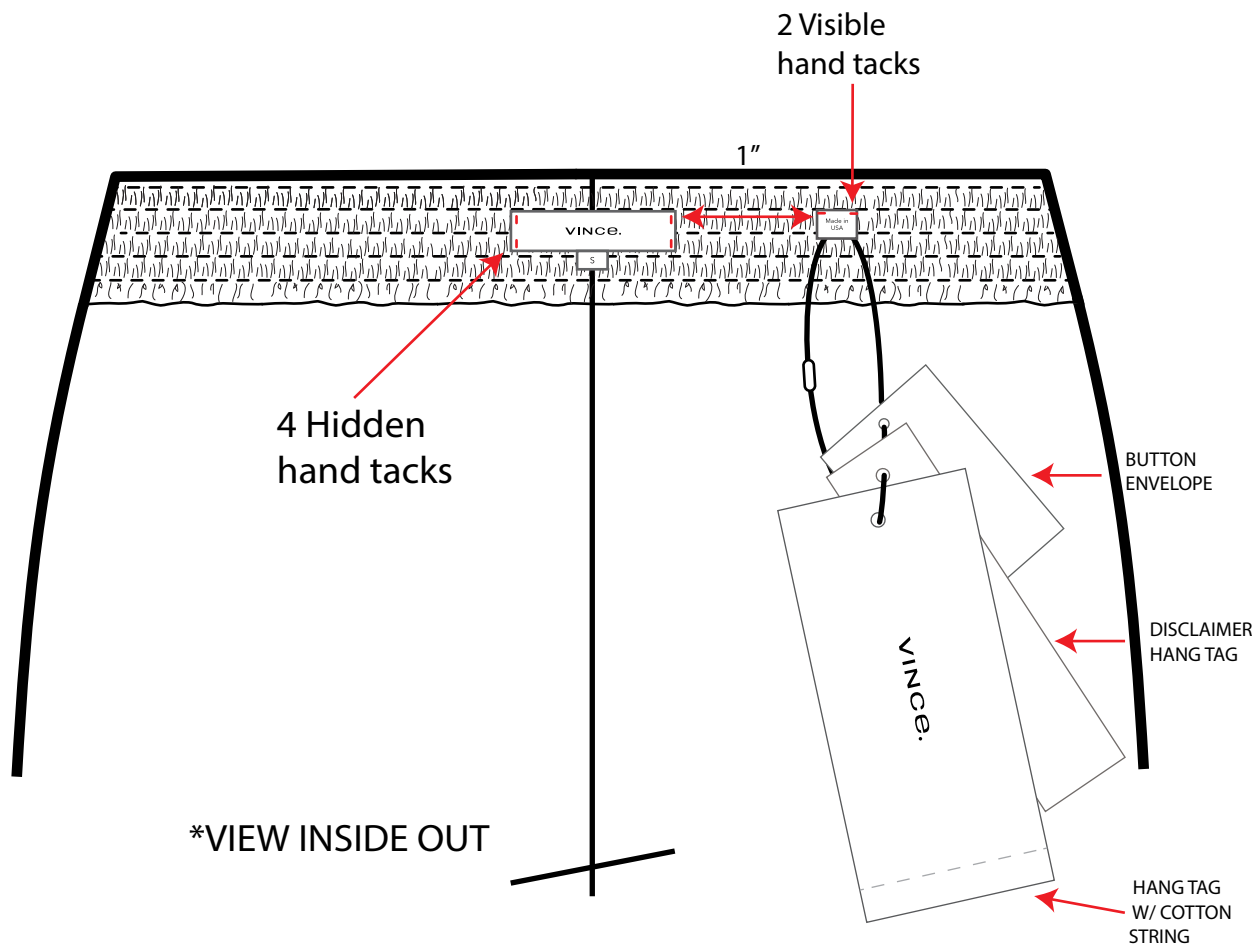 2 Visible
hand tacks
1”
VINCe.
Made in
USA
S
4 Hidden
hand tacks
BUTTON
ENVELOPE
DISCLAIMER
HANG TAG
VINCe.
*VIEW INSIDE OUT
HANG TAG
W/ COTTON
STRING